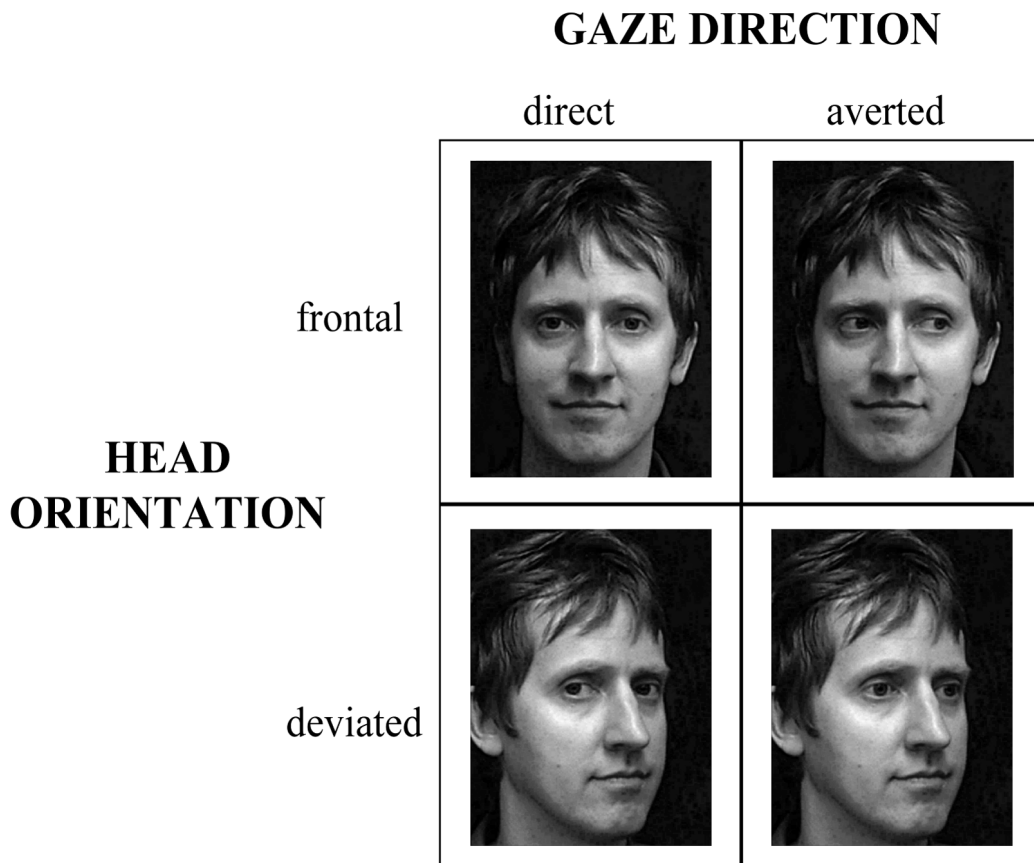 GAZE DIRECTION
direct averted
frontal
HEAD
ORIENTATION
deviated